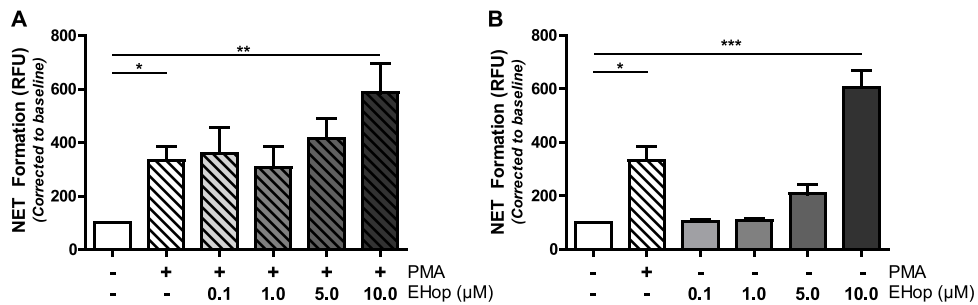 A
NET Formation (RFU)
(Corrected to baseline)
800
600
400
200
0
**
*
- + + + + + PMA
- - 0.1 1.0 5.0 10.0 EHop (µM)
B
NET Formation (RFU)
(Corrected to baseline)
800
600
400
200
0
***
*
- + - - - - PMA
- - 0.1 1.0 5.0 10.0 EHop (µM)